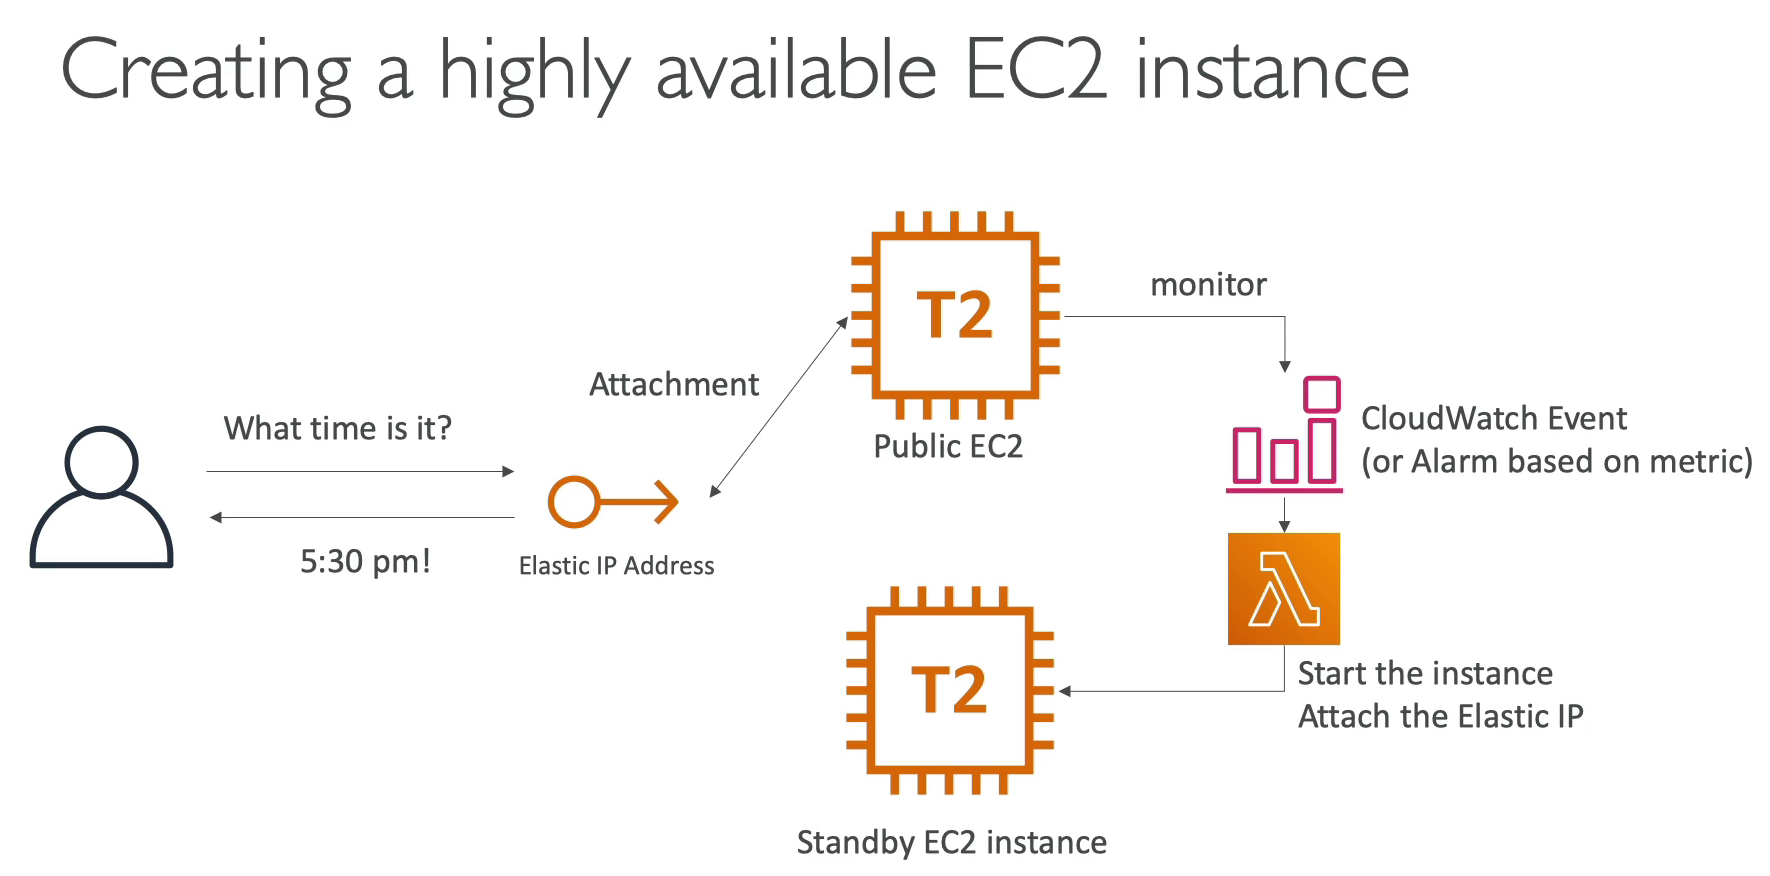 Creating a highly available EC2 instance
T2
monitor
Attachment
What time is it?
Public EC2
CloudWatch Event
(or Alarm based on metric)
5:30 pm!
Elastic IP Address
T2
Start the instance
Attach the Elastic IP
Standby EC2 instance